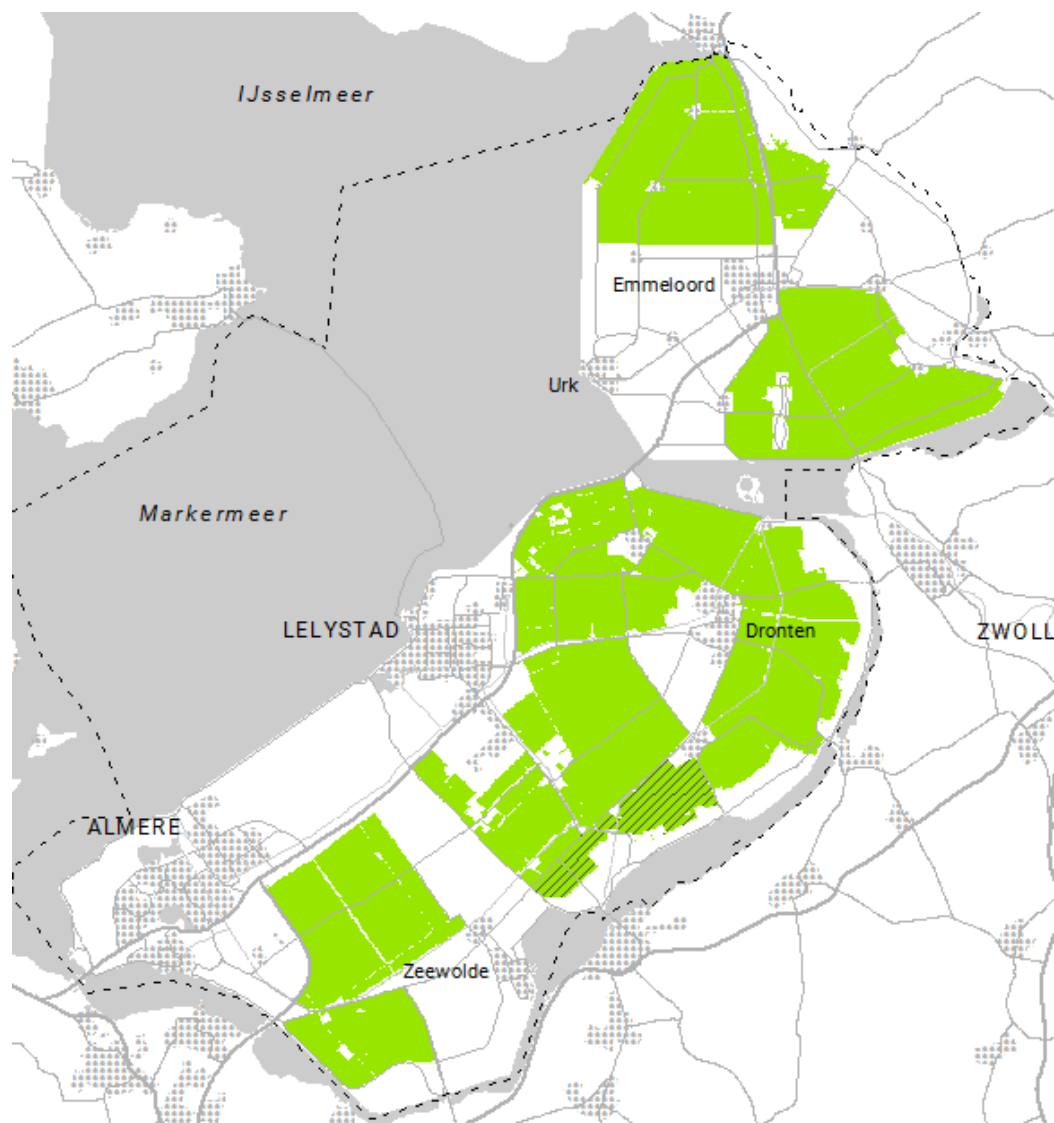 IJsselmeer
Emmeloord
Urk
Markermeer
LELYSTAD
Dronten
ZWOLL
ALMERE
Zeewolde